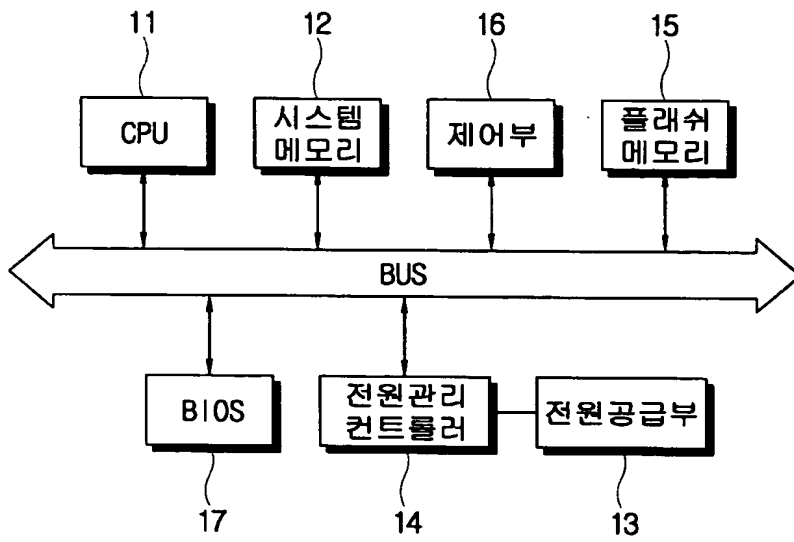 11
12
16
15
CPU
시스템
메모리
제어부
플래쉬
메모리
BUS
BIOS
전원관리
컨트롤러
전원공급부
17
14
13